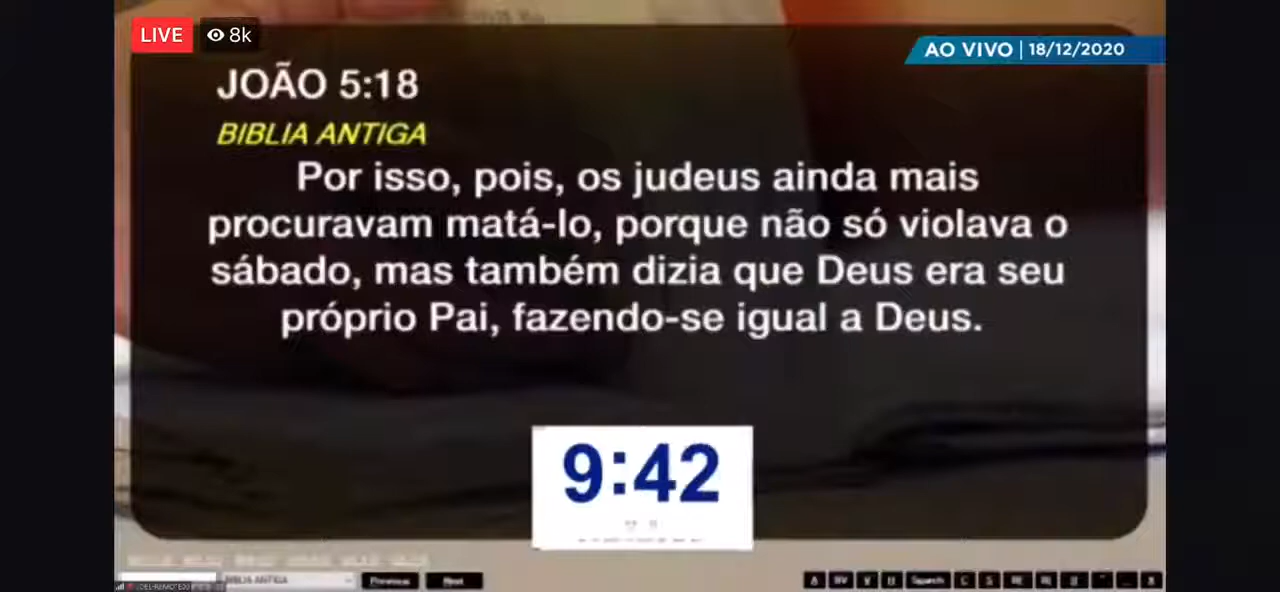 LIVE 8k
AO VIVO | 18/12/2020
JOÃO 5:18
BIBLIA ANTIGA
Por isso, pois, os judeus ainda mais
procuravam matá-lo, porque não só violava o
sábado, mas também dizia que Deus era seu
próprio Pai, fazendo-se igual a Deus.
9:42
BIBLIA ANTIGA Previous Next
Search